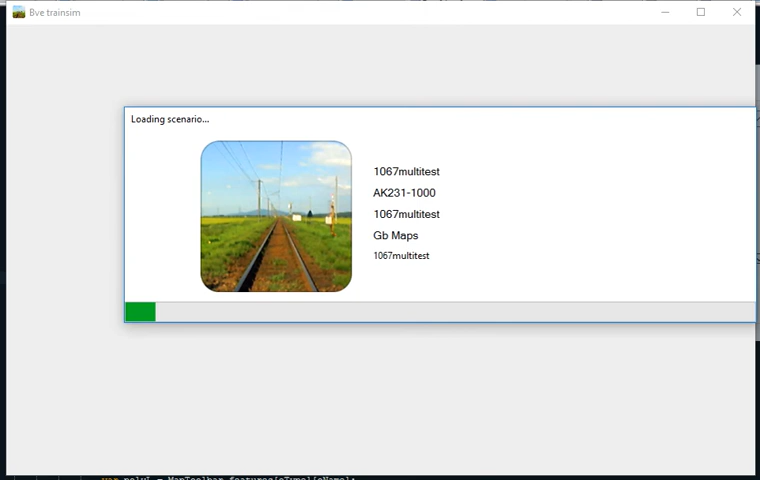 Bve trainsim
Loading scenario...
1067multitest
AK231-1000
1067multitest
Gb Maps
1067multitest